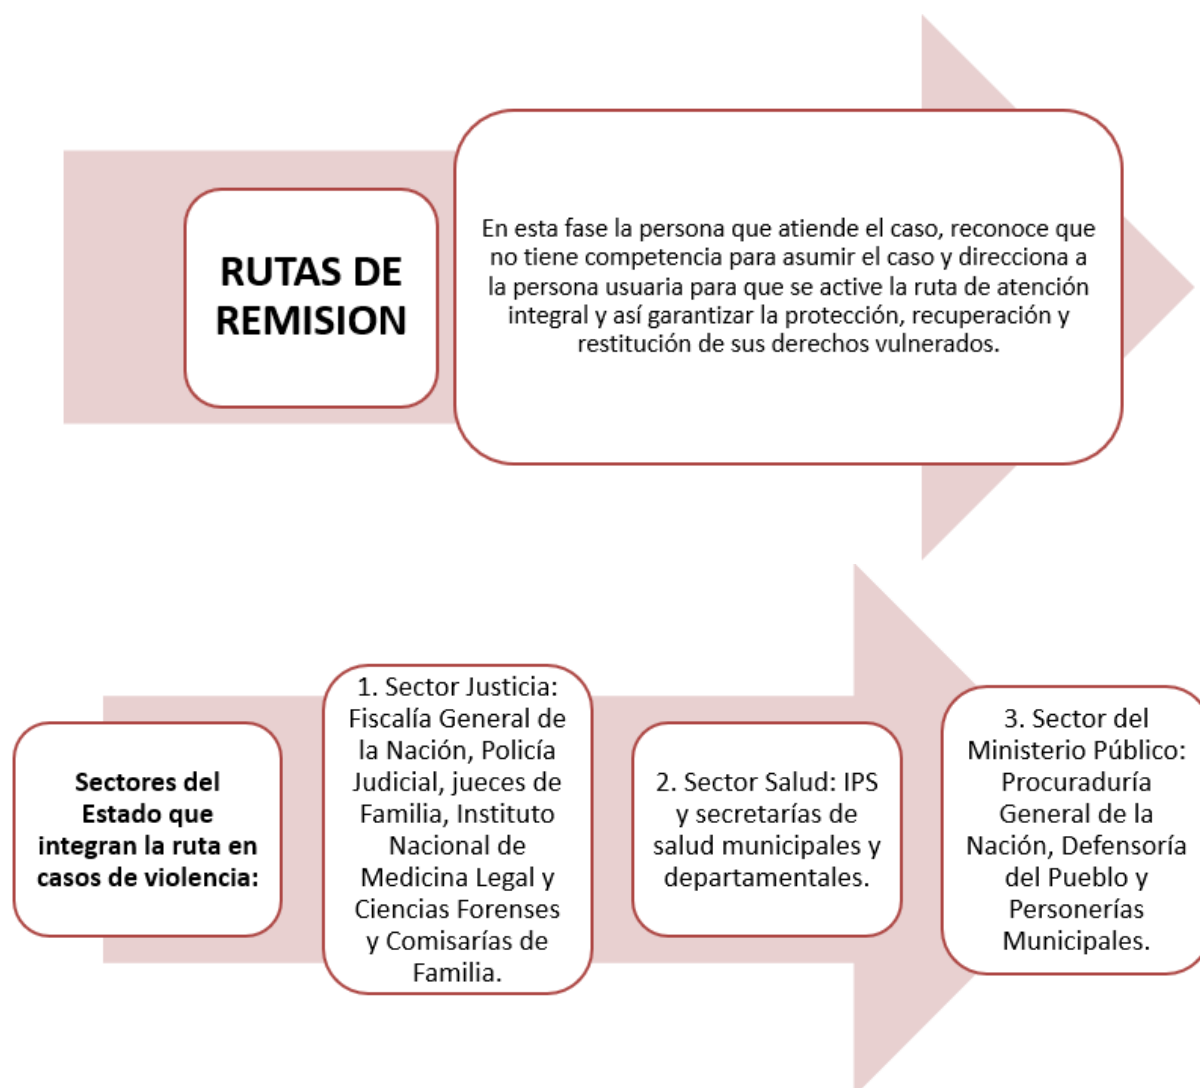 RUTAS DE
REMISION
En esta fase la persona que atiende el caso, reconoce que
no tiene competencia para asumir el caso y direcciona a
la persona usuaria para que se active la ruta de atención
integral y así garantizar la protección, recuperación y
restitución de sus derechos vulnerados.
Sectores del
Estado que
integran la ruta en
casos de violencia:
1. Sector Justicia:
Fiscalía General de
la Nación, Policía
Judicial, jueces de
Familia, Instituto
Nacional de
Medicina Legal y
Ciencias Forenses
y Comisarías de
Familia.
2. Sector Salud: IPS
y secretarías de
salud municipales y
departamentales.
3. Sector del
Ministerio Público:
Procuraduría
General de la
Nación, Defensoría
del Pueblo y
Personerías
Municipales.